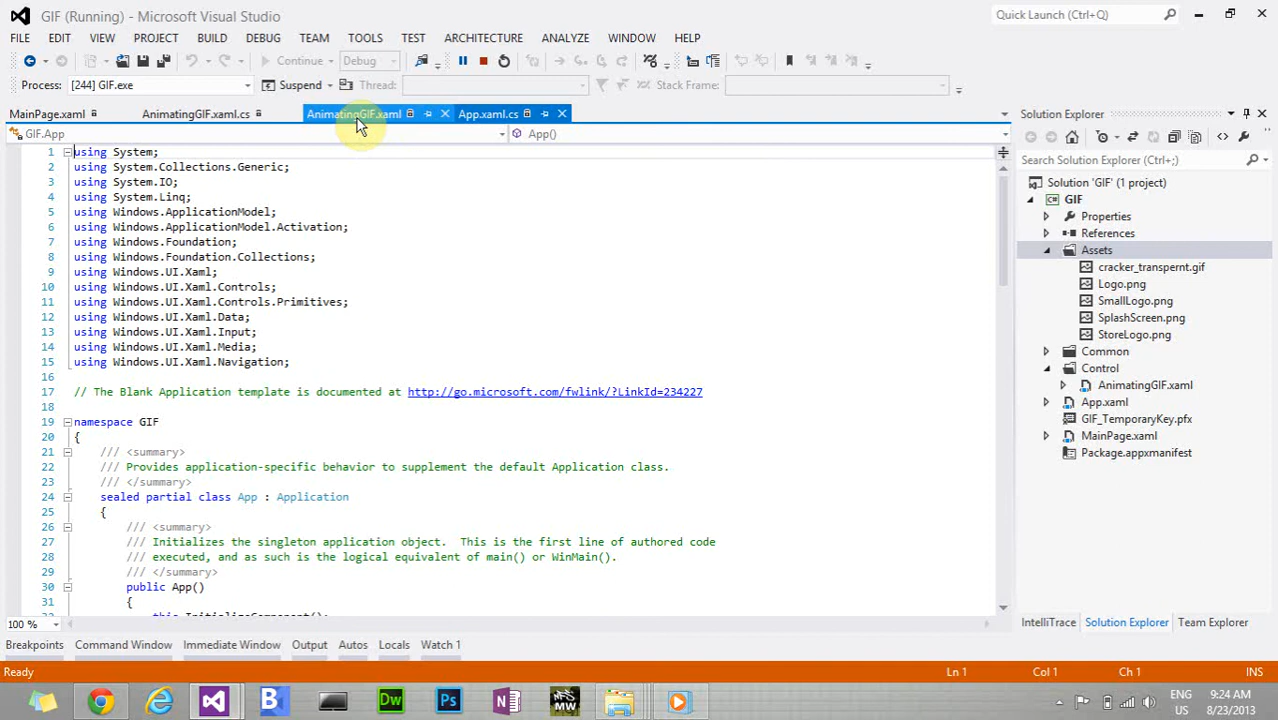 GIF (Running) - Microsoft Visual Studio
Quick Launch (Ctrl+Q)
FILE EDIT VIEW PROJECT BUILD DEBUG TEAM TOOLS TEST ARCHITECTURE ANALYZE WINDOW HELP
Continue Debug
Process: [244] GIF.exe Suspend Thread: Stack Frame:
MainPage.xaml AnimatingGIF.xaml.cs AnimatingGIF.xaml App.xaml.cs
GIF.App App()
1 using System;
2 using System.Collections.Generic;
3 using System.IO;
4 using System.Linq;
5 using Windows.ApplicationModel;
6 using Windows.ApplicationModel.Activation;
7 using Windows.Foundation;
8 using Windows.Foundation.Collections;
9 using Windows.UI.Xaml;
10 using Windows.UI.Xaml.Controls;
11 using Windows.UI.Xaml.Controls.Primitives;
12 using Windows.UI.Xaml.Data;
13 using Windows.UI.Xaml.Input;
14 using Windows.UI.Xaml.Media;
15 using Windows.UI.Xaml.Navigation;
16
17 // The Blank Application template is documented at http://go.microsoft.com/fwlink/?LinkId=234227
18
19 namespace GIF
20 {
21 /// <summary>
22 /// Provides application-specific behavior to supplement the default Application class.
23 /// </summary>
24 sealed partial class App : Application
25 {
26 /// <summary>
27 /// Initializes the singleton application object.  This is the first line of authored code
28 /// executed, and as such is the logical equivalent of main() or WinMain().
29 /// </summary>
30 public App()
31 {
this.InitializeComponent();
100 %
Solution Explorer
Search Solution Explorer (Ctrl+;)
Solution 'GIF' (1 project)
GIF
Properties
References
Assets
cracker_transpernt.gif
Logo.png
SmallLogo.png
SplashScreen.png
StoreLogo.png
Common
Control
AnimatingGIF.xaml
App.xaml
GIF_TemporaryKey.pfx
MainPage.xaml
Package.appxmanifest
IntelliTrace Solution Explorer Team Explorer
Breakpoints Command Window Immediate Window Output Autos Locals Watch 1
Ready Ln 1 Col 1 Ch 1 INS
Dw Ps MW
ENG
US
9:24 AM
8/23/2013